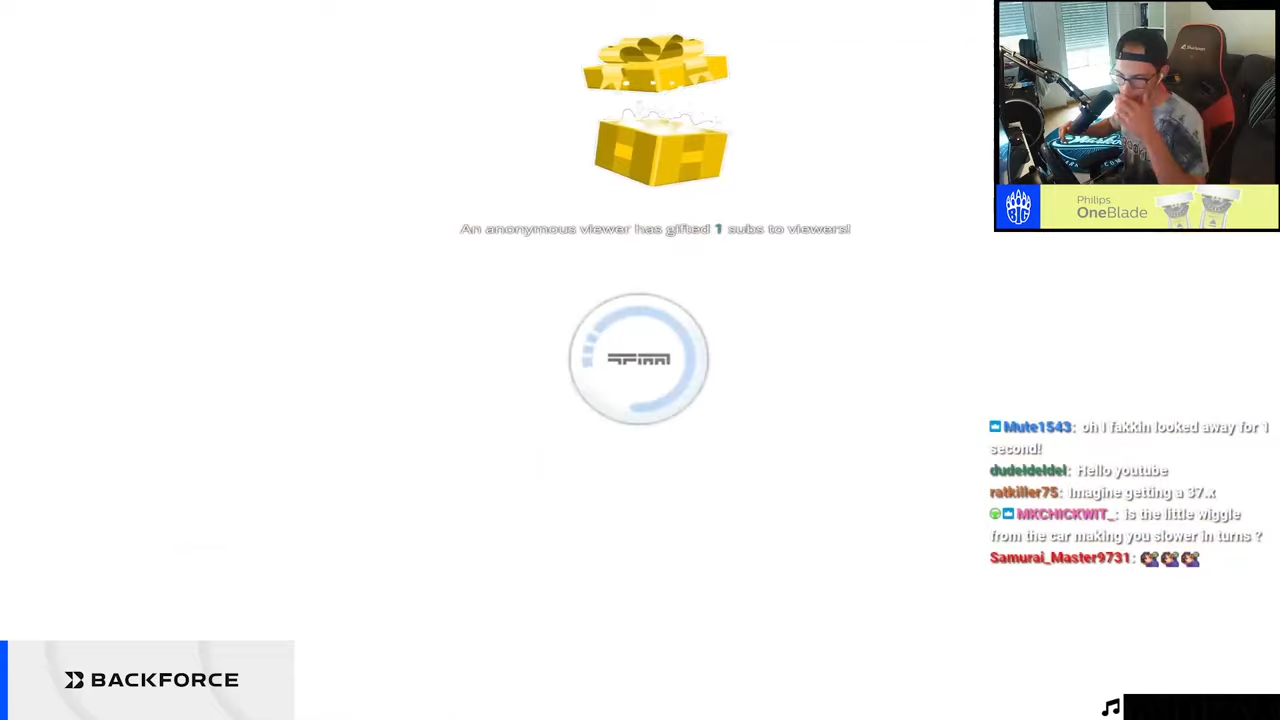 An anonymous viewer has gifted 1 subs to viewers!
Philips
OneBlade
Mute1543: oh I fakkin looked away for 1
second!
dudeldeldel: Hello youtube
ratkiller75: Imagine getting a 37.x
MKCHICKWIT_: is the little wiggle
from the car making you slower in turns ?
Samurai_Master9731:
BACKFORCE